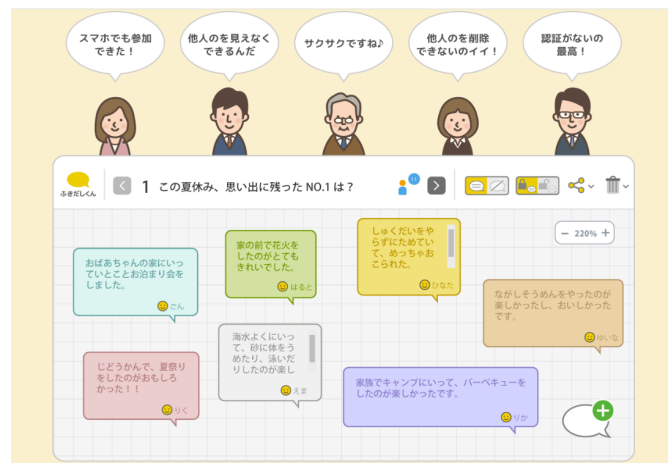 スマホでも参加
できた！
他人のを見えなく
できるんだ
サクサクですね♪
他人のを削除
できないのイイ！
認証がないの
最高！
ふきだしくん
1 この夏休み、思い出に残った NO.1 は？
− 220% +
おばあちゃんの家にいっ
ていとことお泊まり会を
しました。
ごん
家の前で花火を
したのがとても
きれいでした。
はると
しゅくだいをや
らずにためてい
て、めっちゃお
こられた。
ひなた
ながしそうめんをやったのが
楽しかったし、おいしかった
です。
ゆいな
じどうかんで、夏祭り
をしたのがおもしろ
かった！！
りく
海水よくにいっ
て、砂に体をう
めたり、泳いだ
りしたのが楽し
えま
家族でキャンプにいって、バーベキューを
したのが楽しかったです。
りか